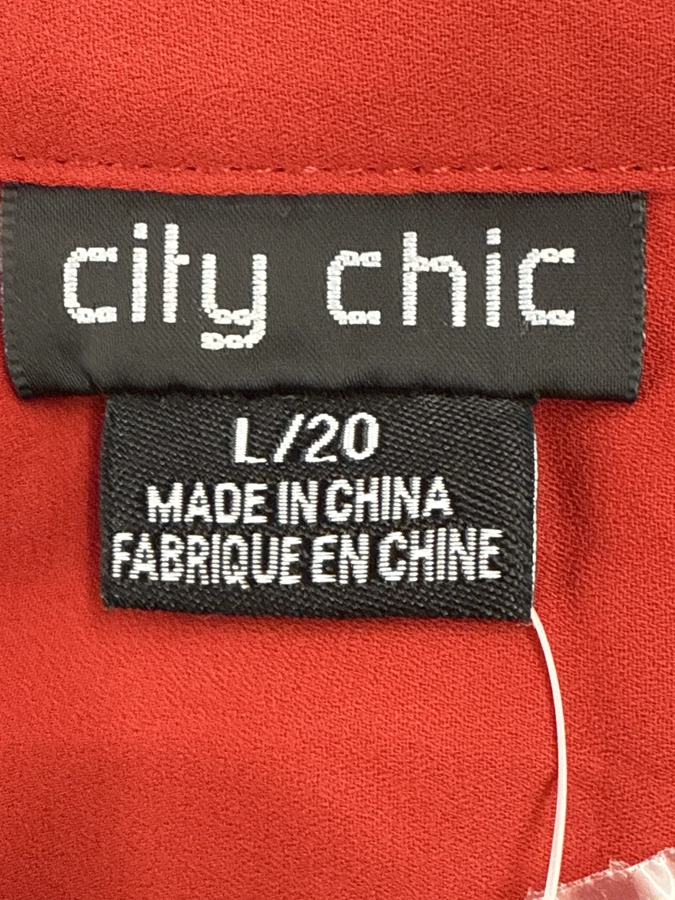 city chic
L/20
MADE IN CHINA
FABRIQUE EN CHINE